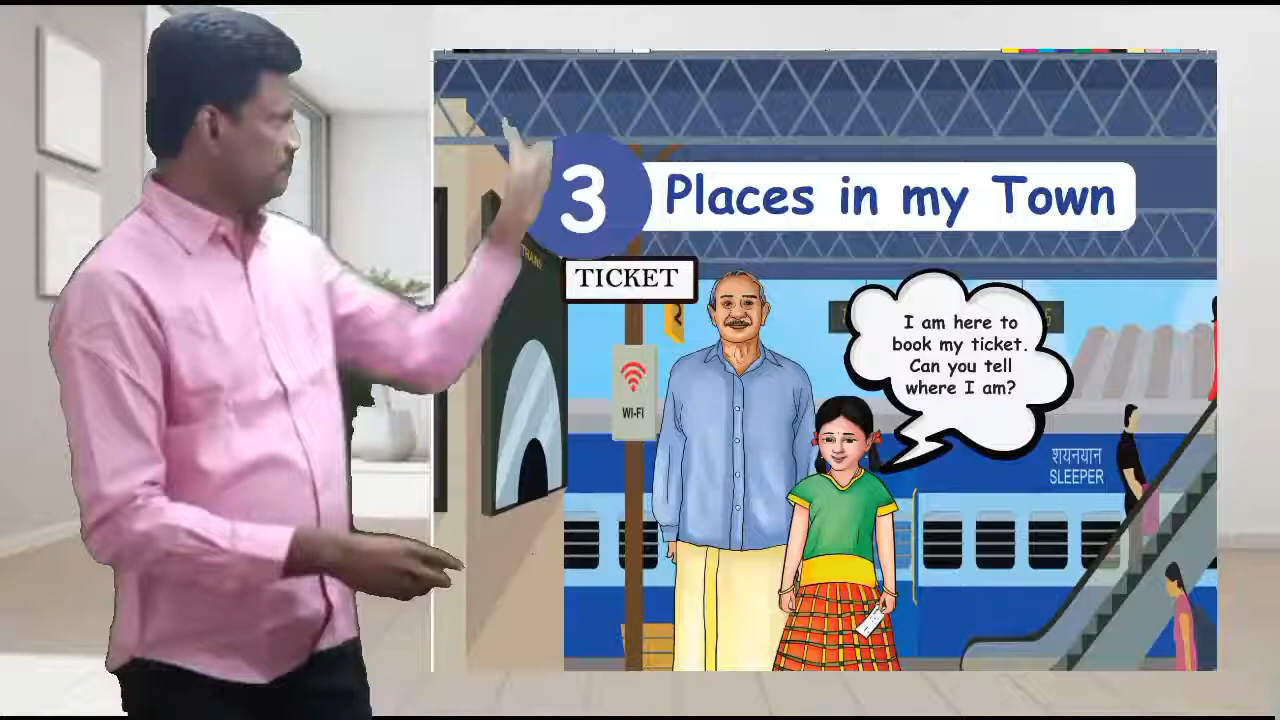 3 Places in my Town
TRAINS
TICKET
I am here to
book my ticket.
Can you tell
where I am?
WI-FI
शयनयान
SLEEPER